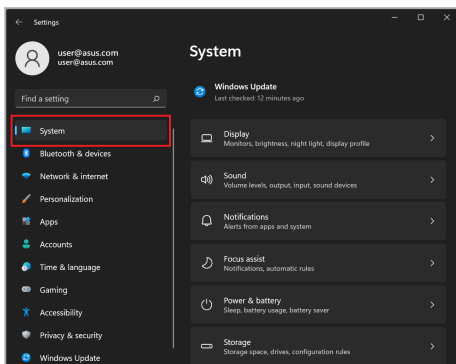 Settings
user@asus.com
user@asus.com
Find a setting
System
Bluetooth & devices
Network & internet
Personalization
Apps
Accounts
Time & language
Gaming
Accessibility
Privacy & security
Windows Update
System
Windows Update
Last checked: 12 minutes ago
Display
Monitors, brightness, night light, display profile
Sound
Volume levels, output, input, sound devices
Notifications
Alerts from apps and system
Focus assist
Notifications, automatic rules
Power & battery
Sleep, battery usage, battery saver
Storage
Storage space, drives, configuration rules